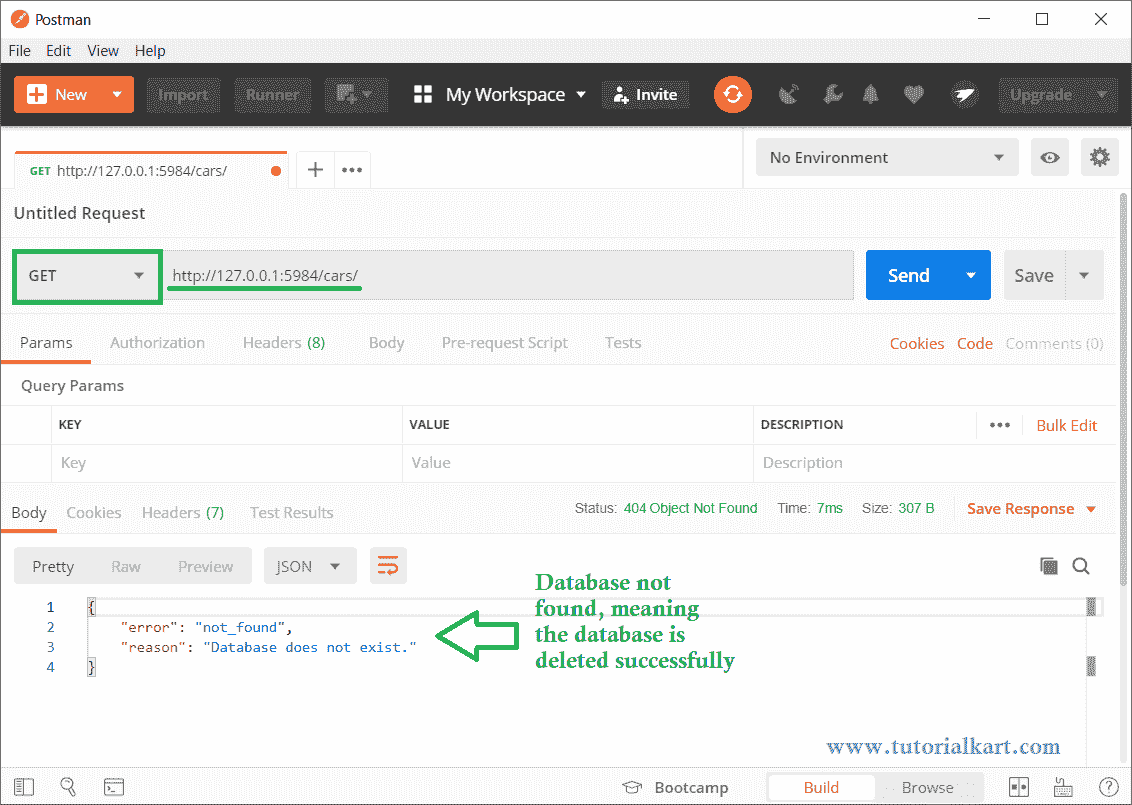 Postman
File Edit View Help
New Import Runner My Workspace Invite Upgrade
GET http://127.0.0.1:5984/cars/ No Environment
Untitled Request
GET http://127.0.0.1:5984/cars/ Send Save
Params Authorization Headers (8) Body Pre-request Script Tests Cookies Code Comments (0)
Query Params
KEY VALUE DESCRIPTION Bulk Edit
Key Value Description
Body Cookies Headers (7) Test Results Status: 404 Object Not Found Time: 7ms Size: 307 B Save Response
Pretty Raw Preview JSON
1 {
2 "error": "not_found",
3 "reason": "Database does not exist."
4 }
Database not
found, meaning
the database is
deleted successfully
www.tutorialkart.com
Bootcamp Build Browse